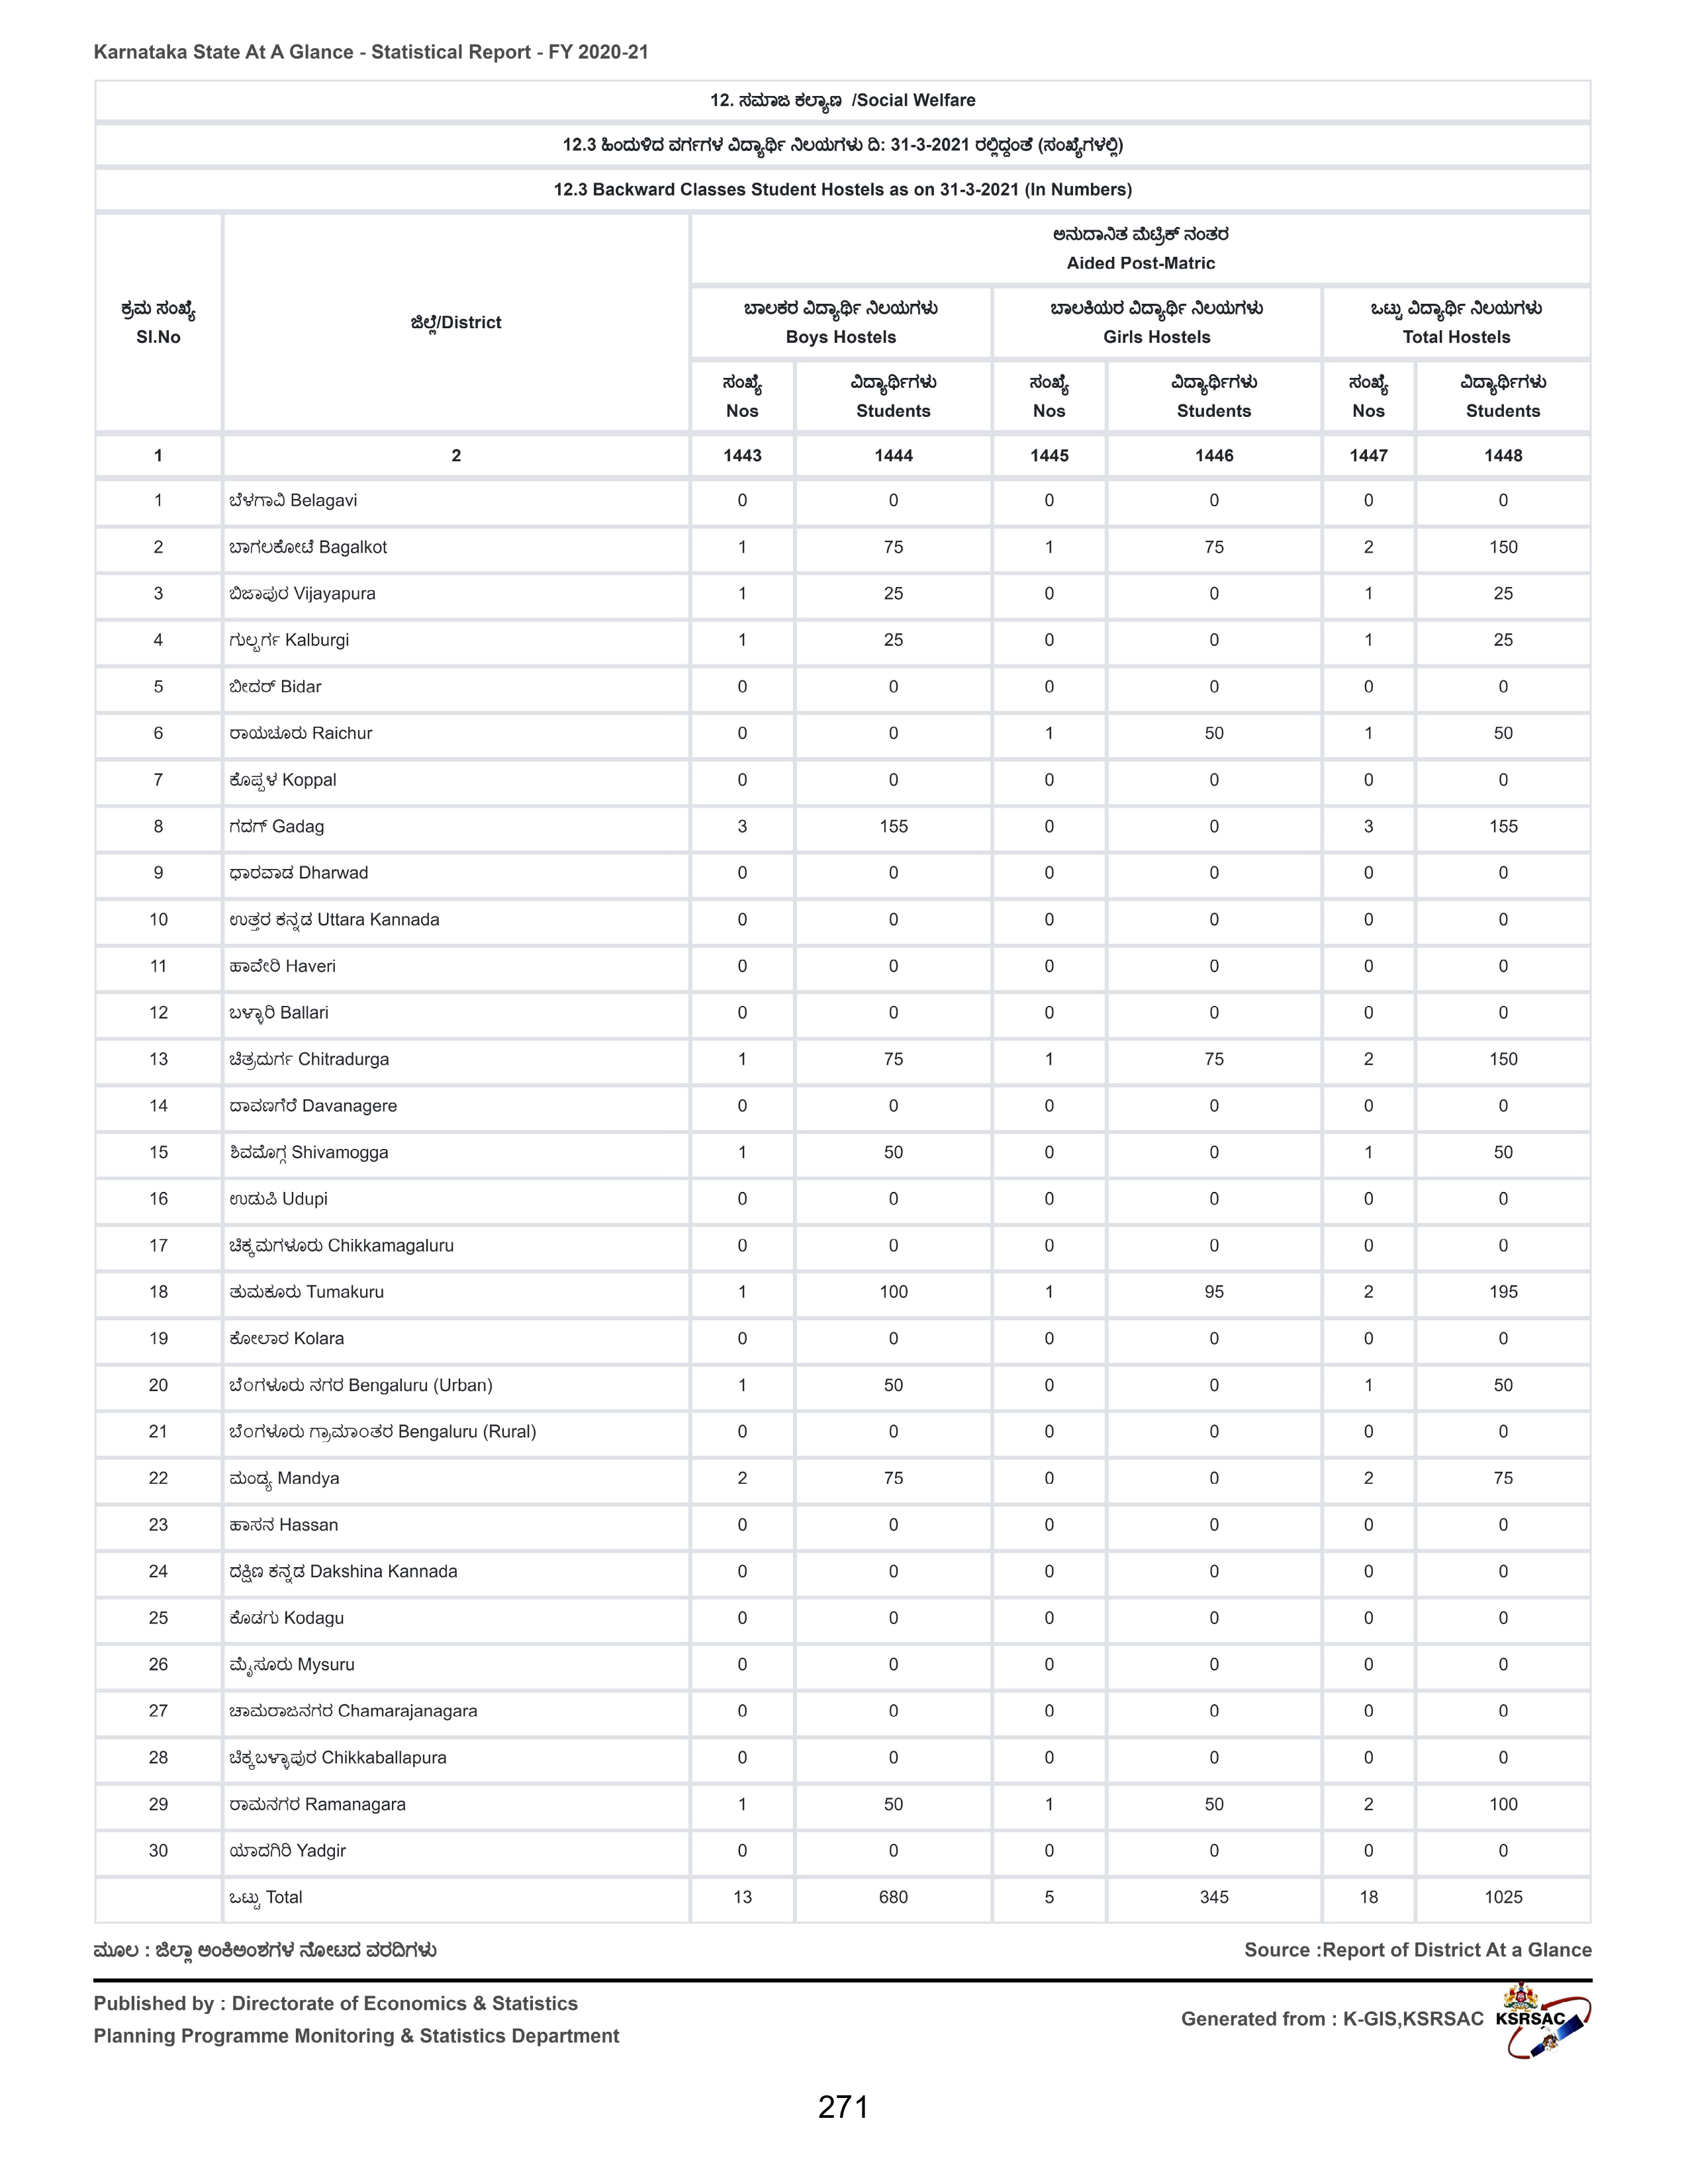 Karnataka State At A Glance - Statistical Report - FY 2020-21
12. ಸಮಾಜ ಕಲ್ಯಾಣ /Social Welfare
12.3 ಹಿಂದುಳಿದ ವರ್ಗಗಳ ವಿದ್ಯಾರ್ಥಿ ನಿಲಯಗಳು ದಿ: 31-3-2021 ರಲ್ಲಿದ್ದಂತೆ (ಸಂಖ್ಯೆಗಳಲ್ಲಿ)
12.3 Backward Classes Student Hostels as on 31-3-2021 (In Numbers)
ಕ್ರಮ ಸಂಖ್ಯೆ
Sl.No
ಜಿಲ್ಲೆ/District
ಅನುದಾನಿತ ಮೆಟ್ರಿಕ್ ನಂತರ
Aided Post-Matric
ಬಾಲಕರ ವಿದ್ಯಾರ್ಥಿ ನಿಲಯಗಳು
Boys Hostels
ಬಾಲಕಿಯರ ವಿದ್ಯಾರ್ಥಿ ನಿಲಯಗಳು
Girls Hostels
ಒಟ್ಟು ವಿದ್ಯಾರ್ಥಿ ನಿಲಯಗಳು
Total Hostels
ಸಂಖ್ಯೆ ವಿದ್ಯಾರ್ಥಿಗಳು ಸಂಖ್ಯೆ ವಿದ್ಯಾರ್ಥಿಗಳು ಸಂಖ್ಯೆ ವಿದ್ಯಾರ್ಥಿಗಳು
Nos Students Nos Students Nos Students
1 2 1443 1444 1445 1446 1447 1448
1 ಬೆಳಗಾವಿ Belagavi 0 0 0 0 0 0
2 ಬಾಗಲಕೋಟೆ Bagalkot 1 75 1 75 2 150
3 ಬಿಜಾಪುರ Vijayapura 1 25 0 0 1 25
4 ಗುಲ್ಬರ್ಗ Kalburgi 1 25 0 0 1 25
5 ಬೀದರ್ Bidar 0 0 0 0 0 0
6 ರಾಯಚೂರು Raichur 0 0 1 50 1 50
7 ಕೊಪ್ಪಳ Koppal 0 0 0 0 0 0
8 ಗದಗ್ Gadag 3 155 0 0 3 155
9 ಧಾರವಾಡ Dharwad 0 0 0 0 0 0
10 ಉತ್ತರ ಕನ್ನಡ Uttara Kannada 0 0 0 0 0 0
11 ಹಾವೇರಿ Haveri 0 0 0 0 0 0
12 ಬಳ್ಳಾರಿ Ballari 0 0 0 0 0 0
13 ಚಿತ್ರದುರ್ಗ Chitradurga 1 75 1 75 2 150
14 ದಾವಣಗೆರೆ Davanagere 0 0 0 0 0 0
15 ಶಿವಮೊಗ್ಗ Shivamogga 1 50 0 0 1 50
16 ಉಡುಪಿ Udupi 0 0 0 0 0 0
17 ಚಿಕ್ಕಮಗಳೂರು Chikkamagaluru 0 0 0 0 0 0
18 ತುಮಕೂರು Tumakuru 1 100 1 95 2 195
19 ಕೋಲಾರ Kolara 0 0 0 0 0 0
20 ಬೆಂಗಳೂರು ನಗರ Bengaluru (Urban) 1 50 0 0 1 50
21 ಬೆಂಗಳೂರು ಗ್ರಾಮಾಂತರ Bengaluru (Rural) 0 0 0 0 0 0
22 ಮಂಡ್ಯ Mandya 2 75 0 0 2 75
23 ಹಾಸನ Hassan 0 0 0 0 0 0
24 ದಕ್ಷಿಣ ಕನ್ನಡ Dakshina Kannada 0 0 0 0 0 0
25 ಕೊಡಗು Kodagu 0 0 0 0 0 0
26 ಮೈಸೂರು Mysuru 0 0 0 0 0 0
27 ಚಾಮರಾಜನಗರ Chamarajanagara 0 0 0 0 0 0
28 ಚಿಕ್ಕಬಳ್ಳಾಪುರ Chikkaballapura 0 0 0 0 0 0
29 ರಾಮನಗರ Ramanagara 1 50 1 50 2 100
30 ಯಾದಗಿರಿ Yadgir 0 0 0 0 0 0
ಒಟ್ಟು Total 13 680 5 345 18 1025
ಮೂಲ : ಜಿಲ್ಲಾ ಅಂಕಿಅಂಶಗಳ ನೋಟದ ವರದಿಗಳು Source :Report of District At a Glance
Published by : Directorate of Economics & Statistics
Planning Programme Monitoring & Statistics Department
Generated from : K-GIS,KSRSAC KSRSAC
271